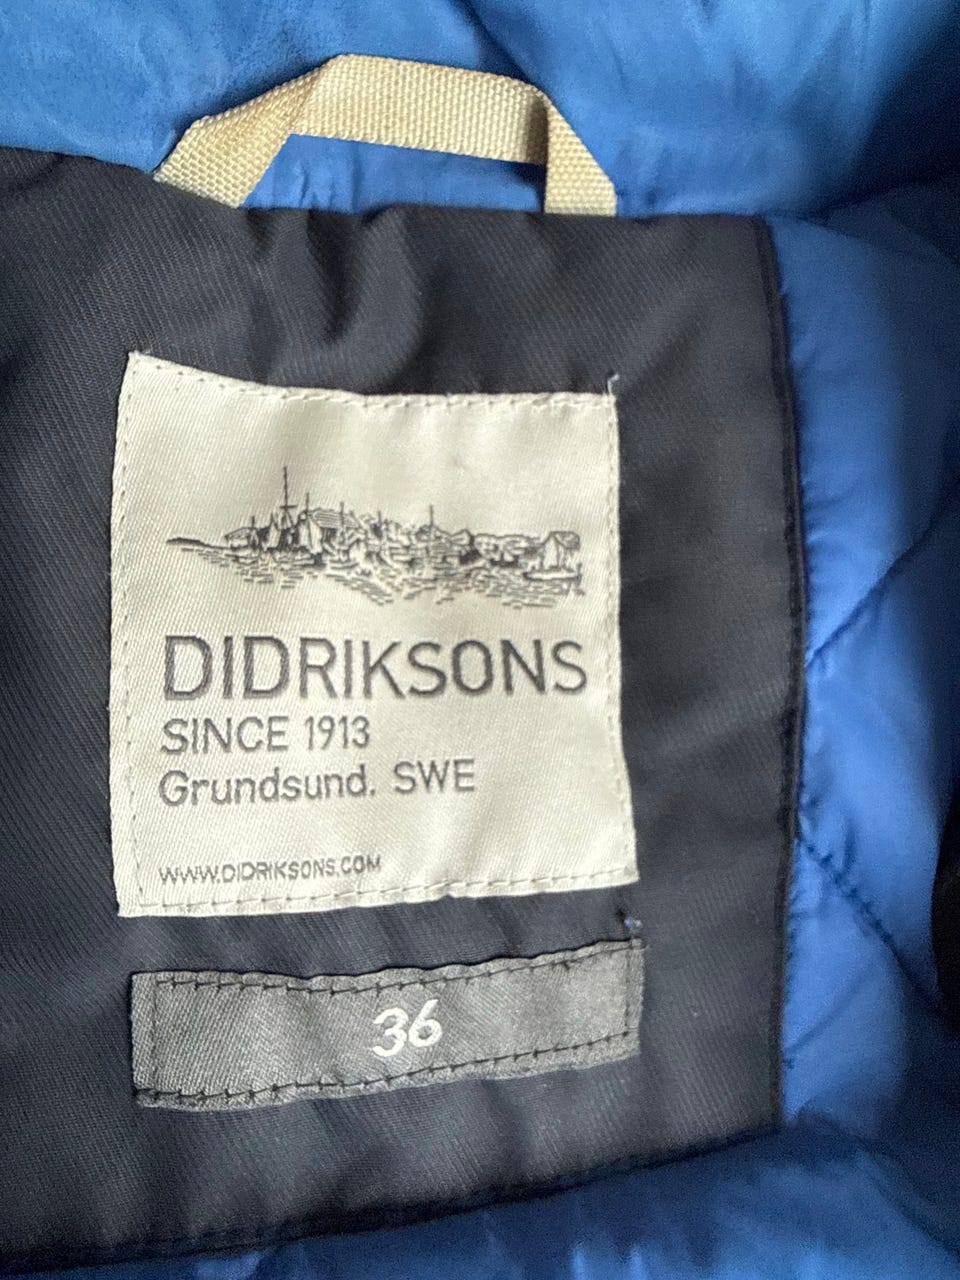 DIDRIKSONS
SINCE 1913
Grundsund. SWE
WWW.DIDRIKSONS.COM
36